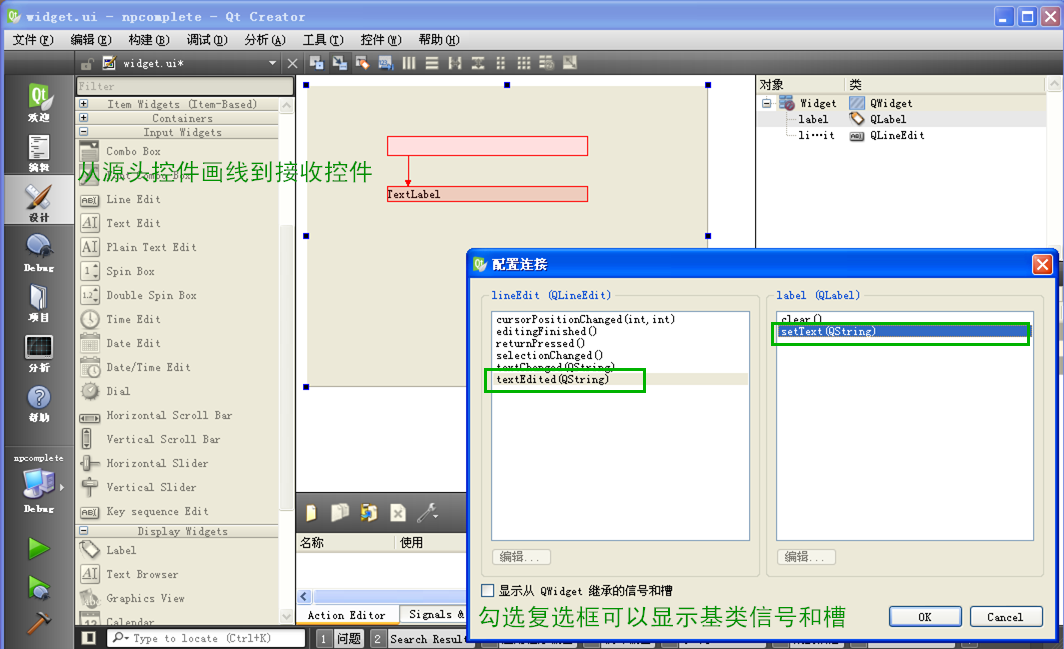 widget.ui - npcomplete - Qt Creator
文件(F) 编辑(E) 构建(B) 调试(D) 分析(A) 工具(T) 控件(W) 帮助(H)
widget.ui*
欢迎
编辑
设计
Debug
项目
分析
帮助
npcomplete
Debug
Filter
Item Widgets (Item-Based)
Containers
Input Widgets
Combo Box
从源头控件画线到接收控件
Line Edit
Text Edit
Plain Text Edit
Spin Box
Double Spin Box
Time Edit
Date Edit
Date/Time Edit
Dial
Horizontal Scroll Bar
Vertical Scroll Bar
Horizontal Slider
Vertical Slider
Key sequence Edit
Display Widgets
Label
Text Browser
Graphics View
Calendar
TextLabel
对象 类
Widget QWidget
label QLabel
li…it QLineEdit
名称 使用
Action Editor Signals &
配置连接
lineEdit (QLineEdit)
cursorPositionChanged(int,int)
editingFinished()
returnPressed()
selectionChanged()
textChanged(QString)
textEdited(QString)
编辑...
label (QLabel)
clear()
setText(QString)
编辑...
显示从 QWidget 继承的信号和槽
勾选复选框可以显示基类信号和槽
OK Cancel
Type to locate (Ctrl+K) 1 问题 2 Search Result